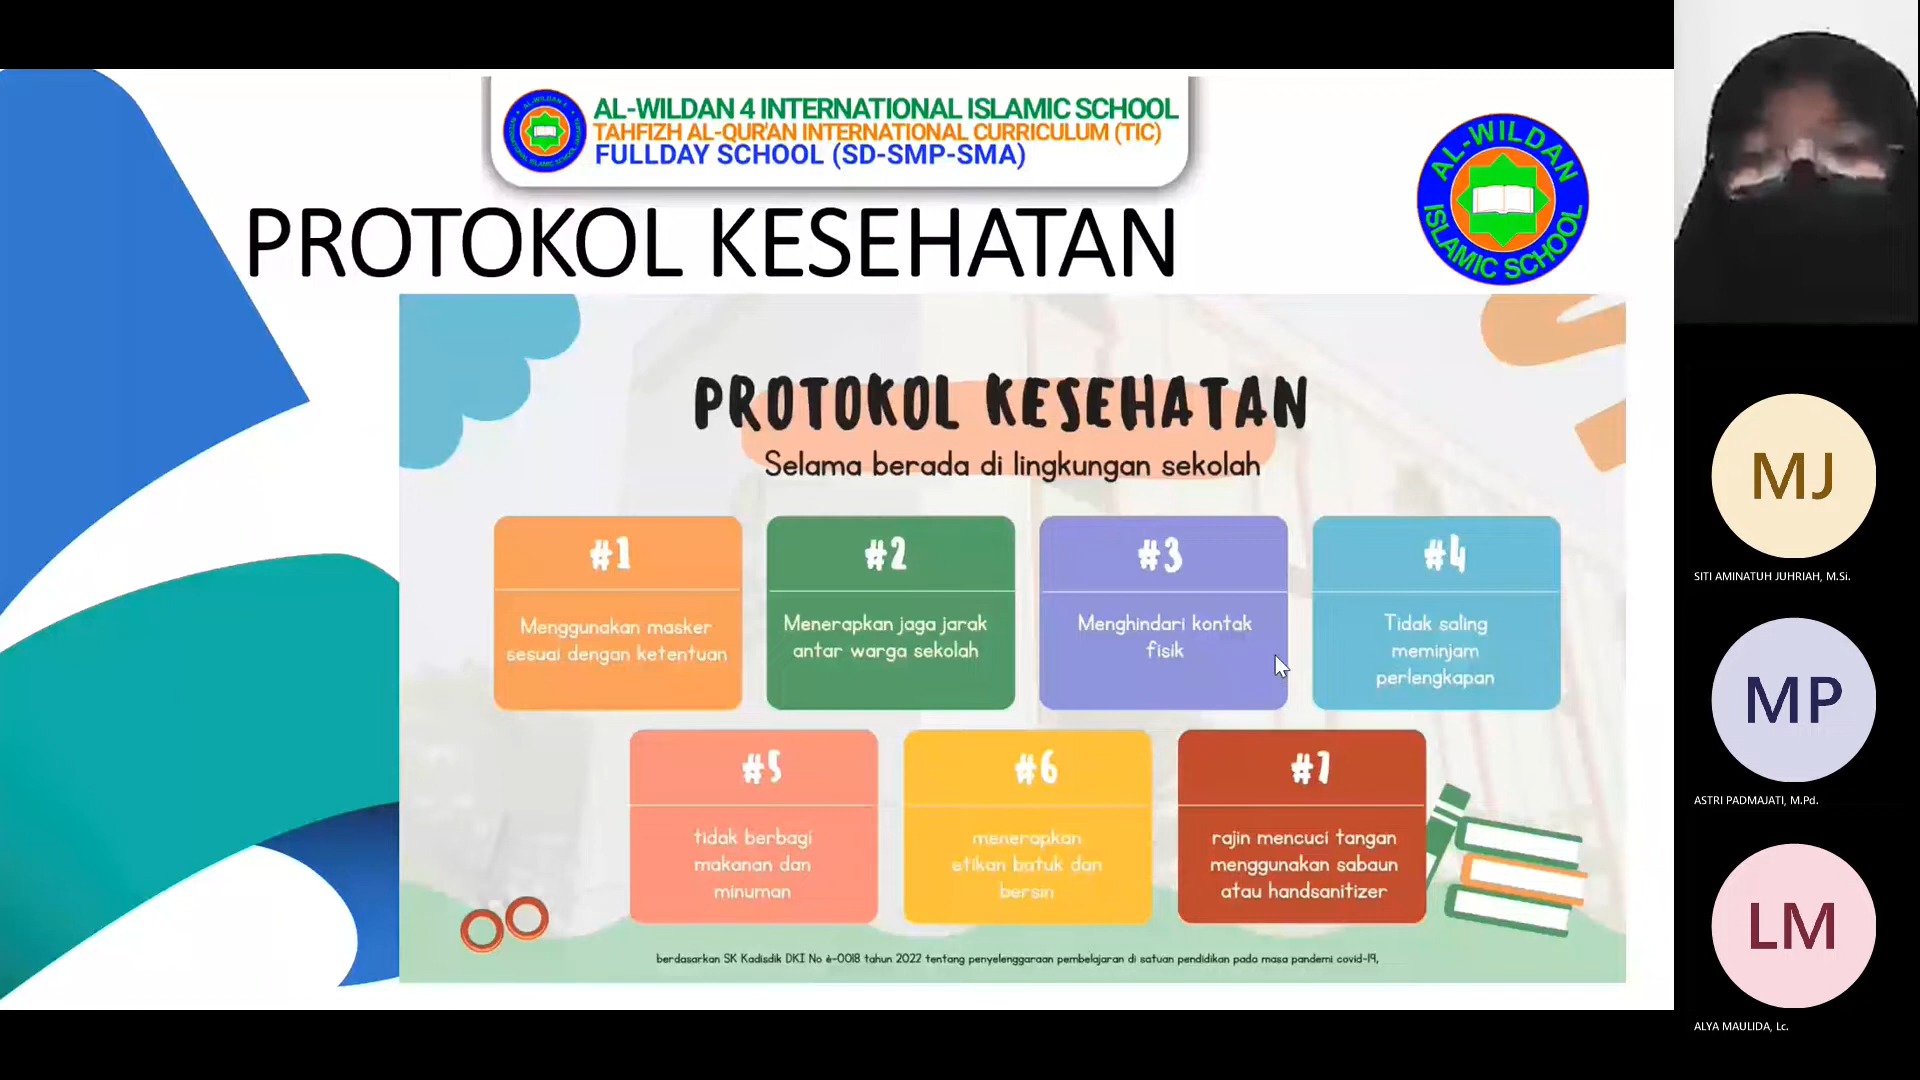 AL-WILDAN 4 INTERNATIONAL ISLAMIC SCHOOL
TAHFIZH AL-QUR'AN INTERNATIONAL CURRICULUM (TIC)
FULLDAY SCHOOL (SD-SMP-SMA)
AL-WILDAN
ISLAMIC SCHOOL
PROTOKOL KESEHATAN
PROTOKOL KESEHATAN
Selama berada di lingkungan sekolah
#1
Menggunakan masker
sesuai dengan ketentuan
#2
Menerapkan jaga jarak
antar warga sekolah
#3
Menghindari kontak
fisik
#4
Tidak saling
meminjam
perlengkapan
#5
tidak berbagi
makanan dan
minuman
#6
menerapkan
etikan batuk dan
bersin
#7
rajin mencuci tangan
menggunakan sabaun
atau handsanitizer
berdasarkan SK Kadisdik DKI No e-0018 tahun 2022 tentang penyelenggaraan pembelajaran di satuan pendidikan pada masa pandemi covid-19,
MJ
SITI AMINATUH JUHRIAH, M.Si.
MP
ASTRI PADMAJATI, M.Pd.
LM
ALYA MAULIDA, Lc.